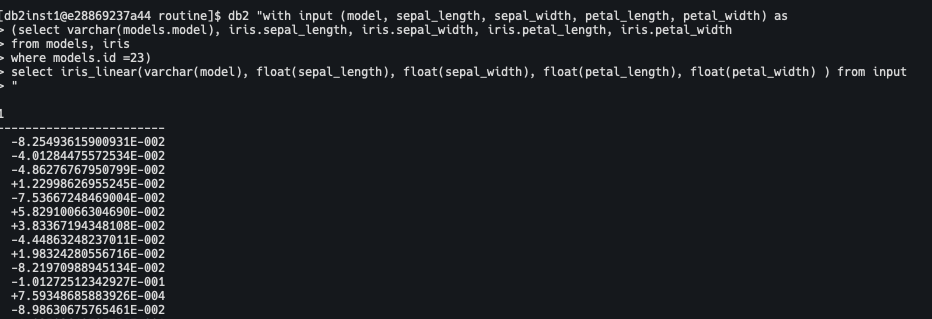 [db2inst1@e28869237a44 routine]$ db2 "with input (model, sepal_length, sepal_width, petal_length, petal_width) as
> (select varchar(models.model), iris.sepal_length, iris.sepal_width, iris.petal_length, iris.petal_width
> from models, iris
> where models.id =23)
> select iris_linear(varchar(model), float(sepal_length), float(sepal_width), float(petal_length), float(petal_width) ) from input
> "
1
------------------------
-8.25493615900931E-002
-4.01284475572534E-002
-4.86276767950799E-002
+1.22998626955245E-002
-7.53667248469004E-002
+5.82910066304690E-002
+3.83367194348108E-002
-4.44863248237011E-002
+1.98324280556716E-002
-8.21970988945134E-002
-1.01272512342927E-001
+7.59348685883926E-004
-8.98630675765461E-002